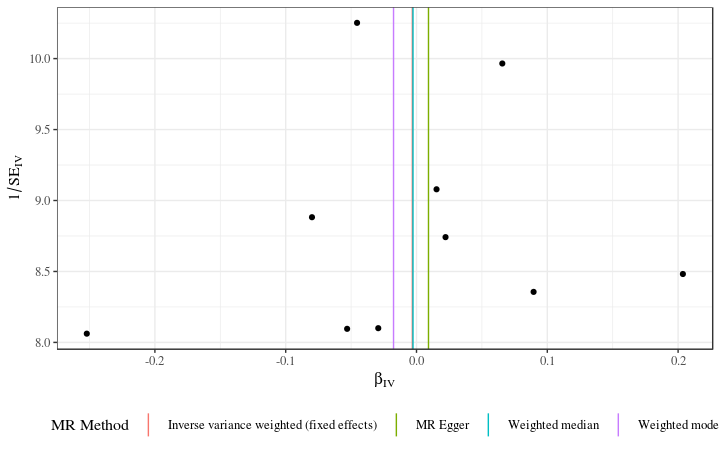 10.0
9.5
9.0
8.5
8.0
1/SE_IV
-0.2
-0.1
0.0
0.1
0.2
β_IV
MR Method
Inverse variance weighted (fixed effects)
MR Egger
Weighted median
Weighted mode